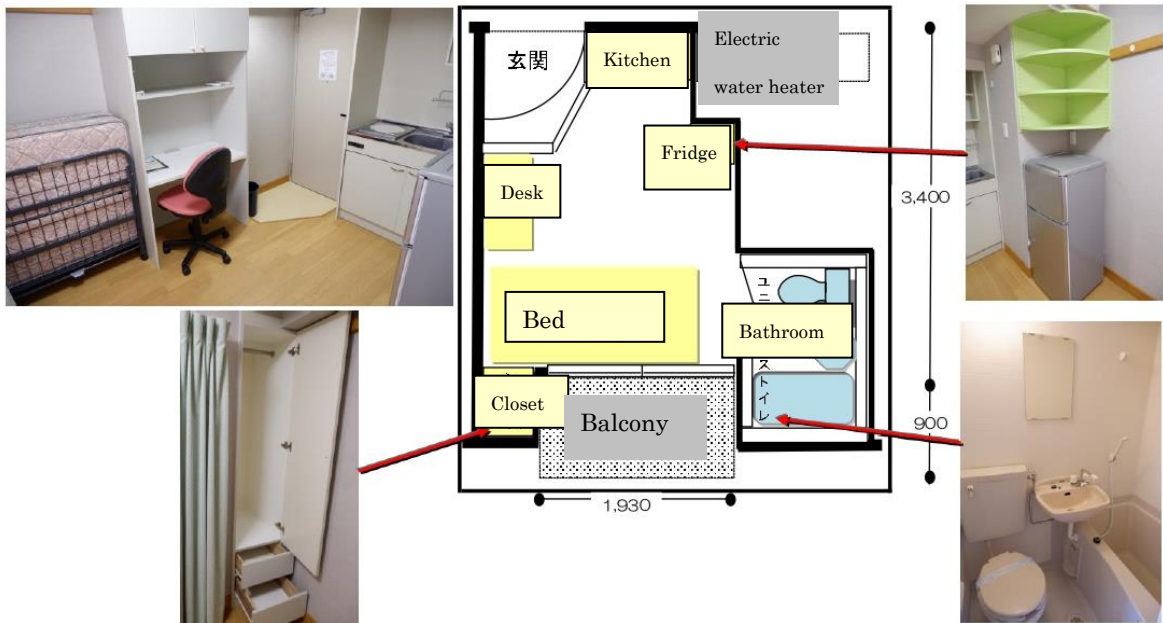 玄関
Kitchen
Electric
water heater
Fridge
Desk
3,400
Bed
ユニ
Bathroom
ストイレ
Closet
Balcony
900
1,930